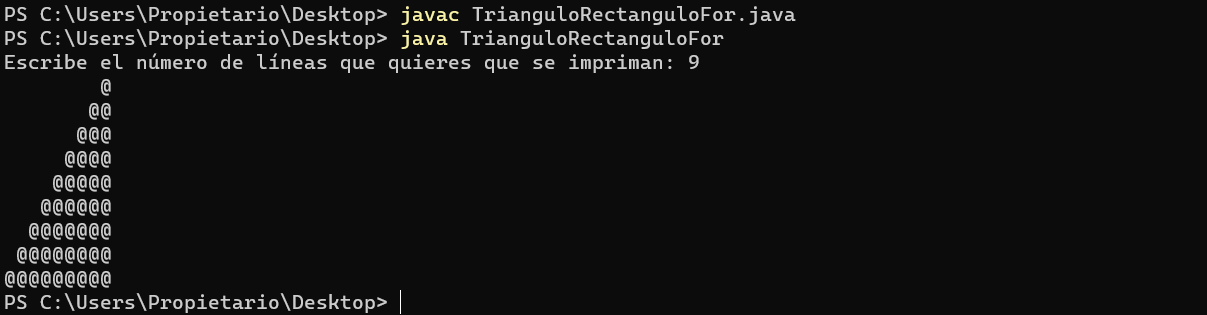 PS C:\Users\Propietario\Desktop> javac TrianguloRectanguloFor.java
PS C:\Users\Propietario\Desktop> java TrianguloRectanguloFor
Escribe el número de líneas que quieres que se impriman: 9
        @
       @@
      @@@
     @@@@
    @@@@@
   @@@@@@
  @@@@@@@
 @@@@@@@@
@@@@@@@@@
PS C:\Users\Propietario\Desktop>